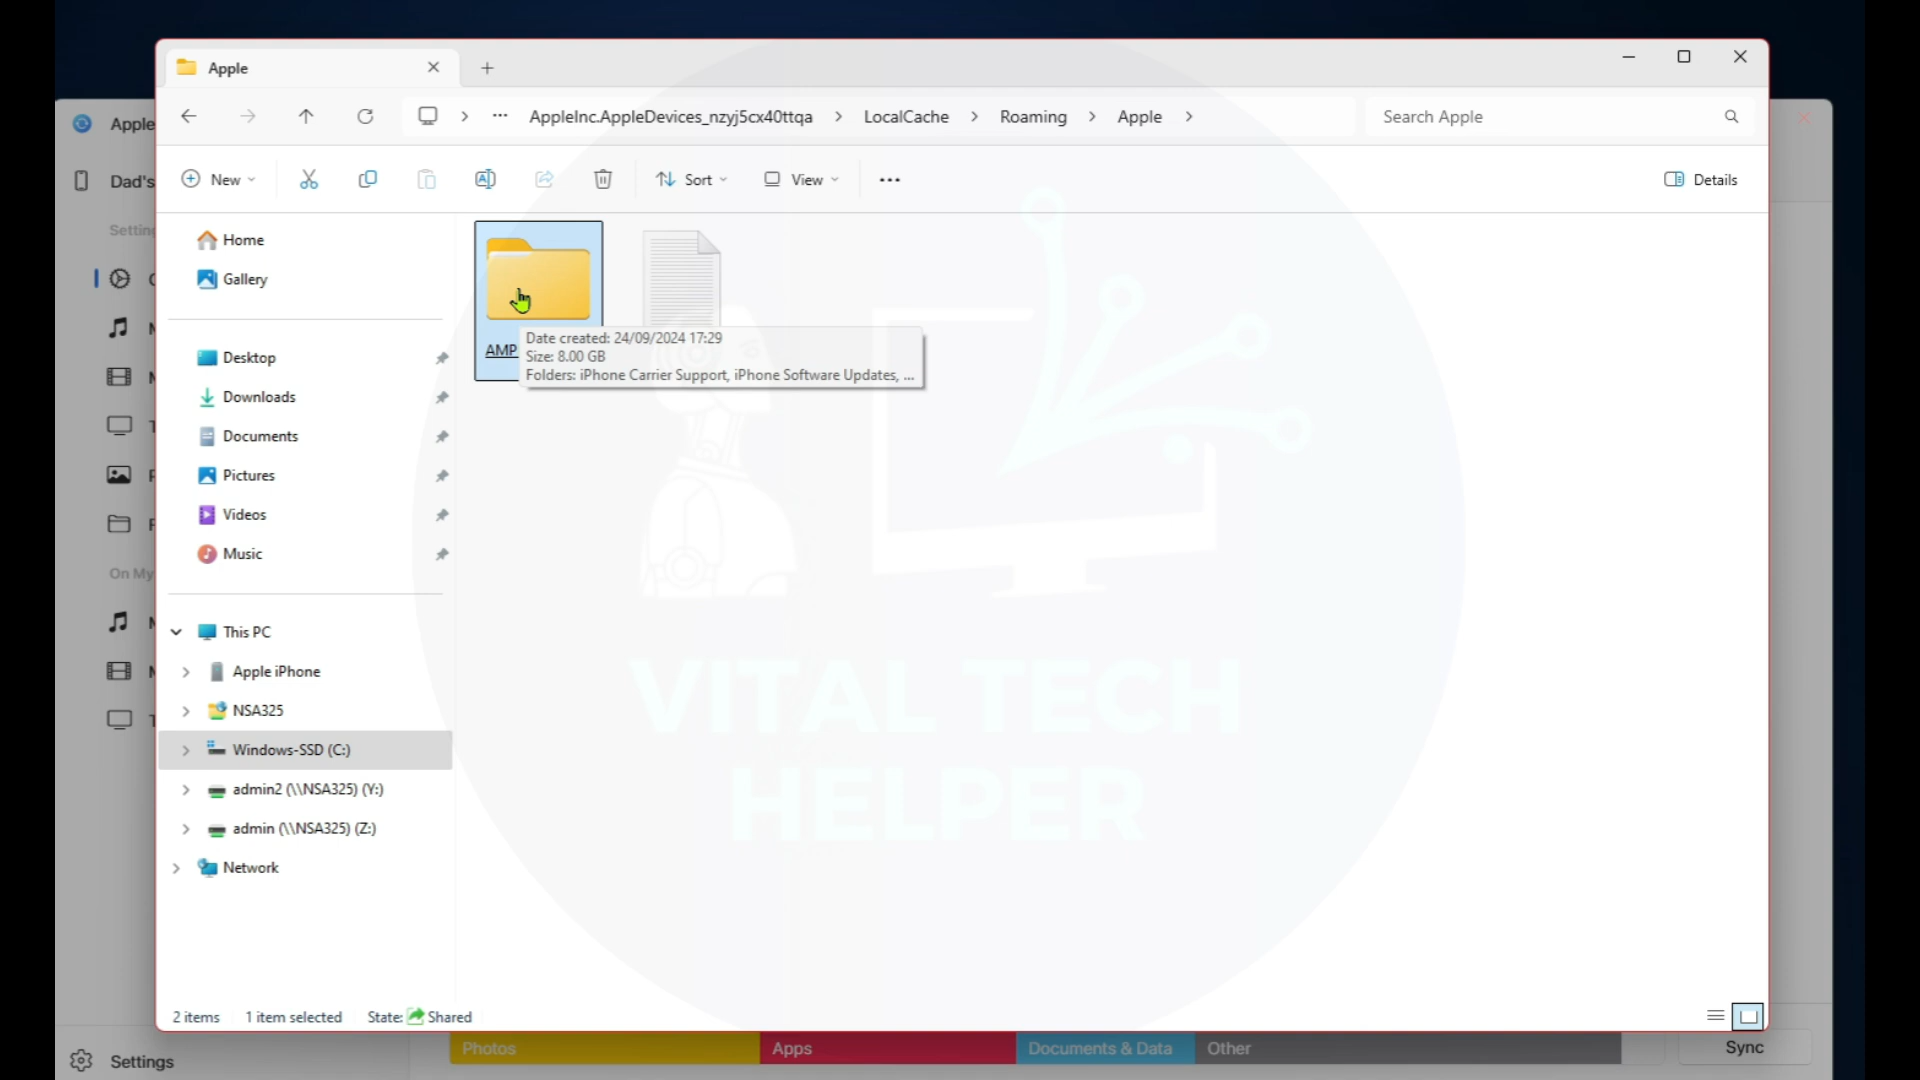 Apple
AppleInc.AppleDevices_nzyj5cx40ttqa
LocalCache
Roaming
Apple
Search Apple
New
Sort
View
Details
Apple
Dad's
Home
Gallery
Desktop
Downloads
Documents
Pictures
Videos
Music
This PC
Apple iPhone
NSA325
Windows-SSD (C:)
admin2 (\\NSA325) (Y:)
admin (\\NSA325) (Z:)
Network
AMP
Date created: 24/09/2024 17:29
Size: 8.00 GB
Folders: iPhone Carrier Support, iPhone Software Updates, ...
VITAL TECH
HELPER
On My
2 items 1 item selected State: Shared
Settings
Photos
Apps
Documents & Data
Other
Sync